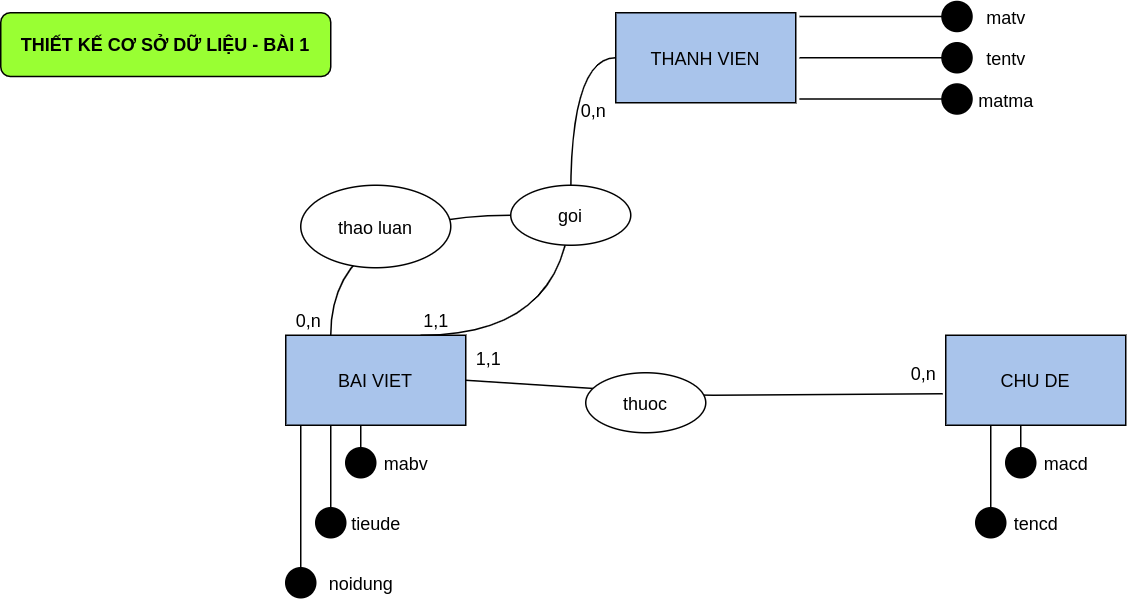 THIẾT KẾ CƠ SỞ DỮ LIỆU - BÀI 1
THANH VIEN
matv
tentv
matma
0,n
thao luan
goi
0,n
1,1
1,1
BAI VIET
thuoc
0,n
CHU DE
mabv
tieude
noidung
macd
tencd